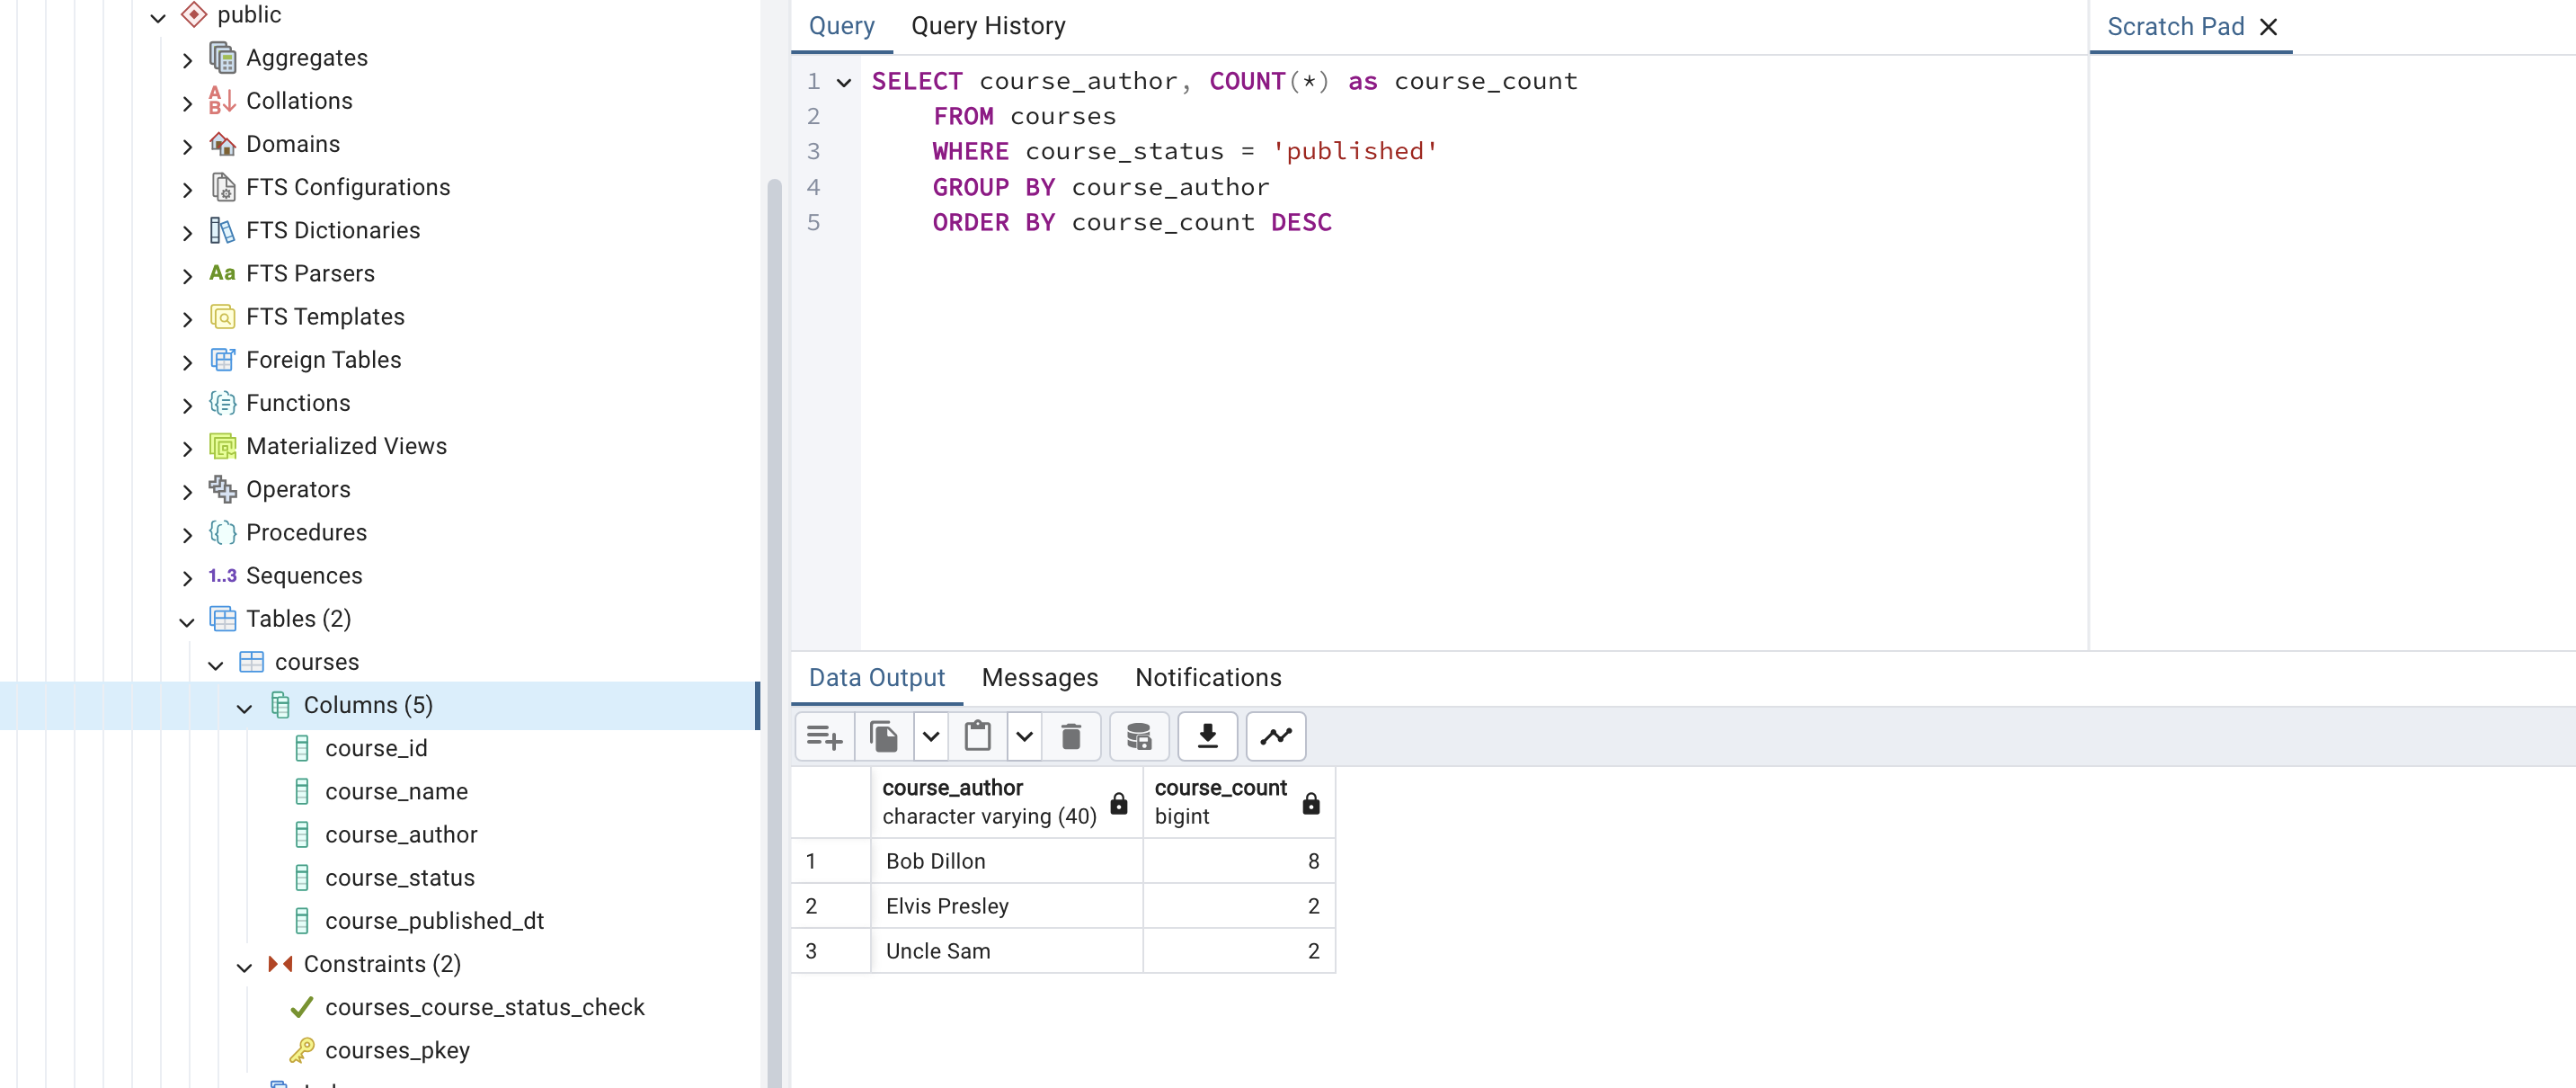 public
Aggregates
Collations
Domains
FTS Configurations
FTS Dictionaries
Aa FTS Parsers
FTS Templates
Foreign Tables
Functions
Materialized Views
Operators
Procedures
1..3 Sequences
Tables (2)
courses
Columns (5)
course_id
course_name
course_author
course_status
course_published_dt
Constraints (2)
courses_course_status_check
courses_pkey
Query Query History
1 SELECT course_author, COUNT(*) as course_count
2 FROM courses
3 WHERE course_status = 'published'
4 GROUP BY course_author
5 ORDER BY course_count DESC
Scratch Pad
Data Output Messages Notifications
course_author course_count
character varying (40) bigint
1 Bob Dillon 8
2 Elvis Presley 2
3 Uncle Sam 2